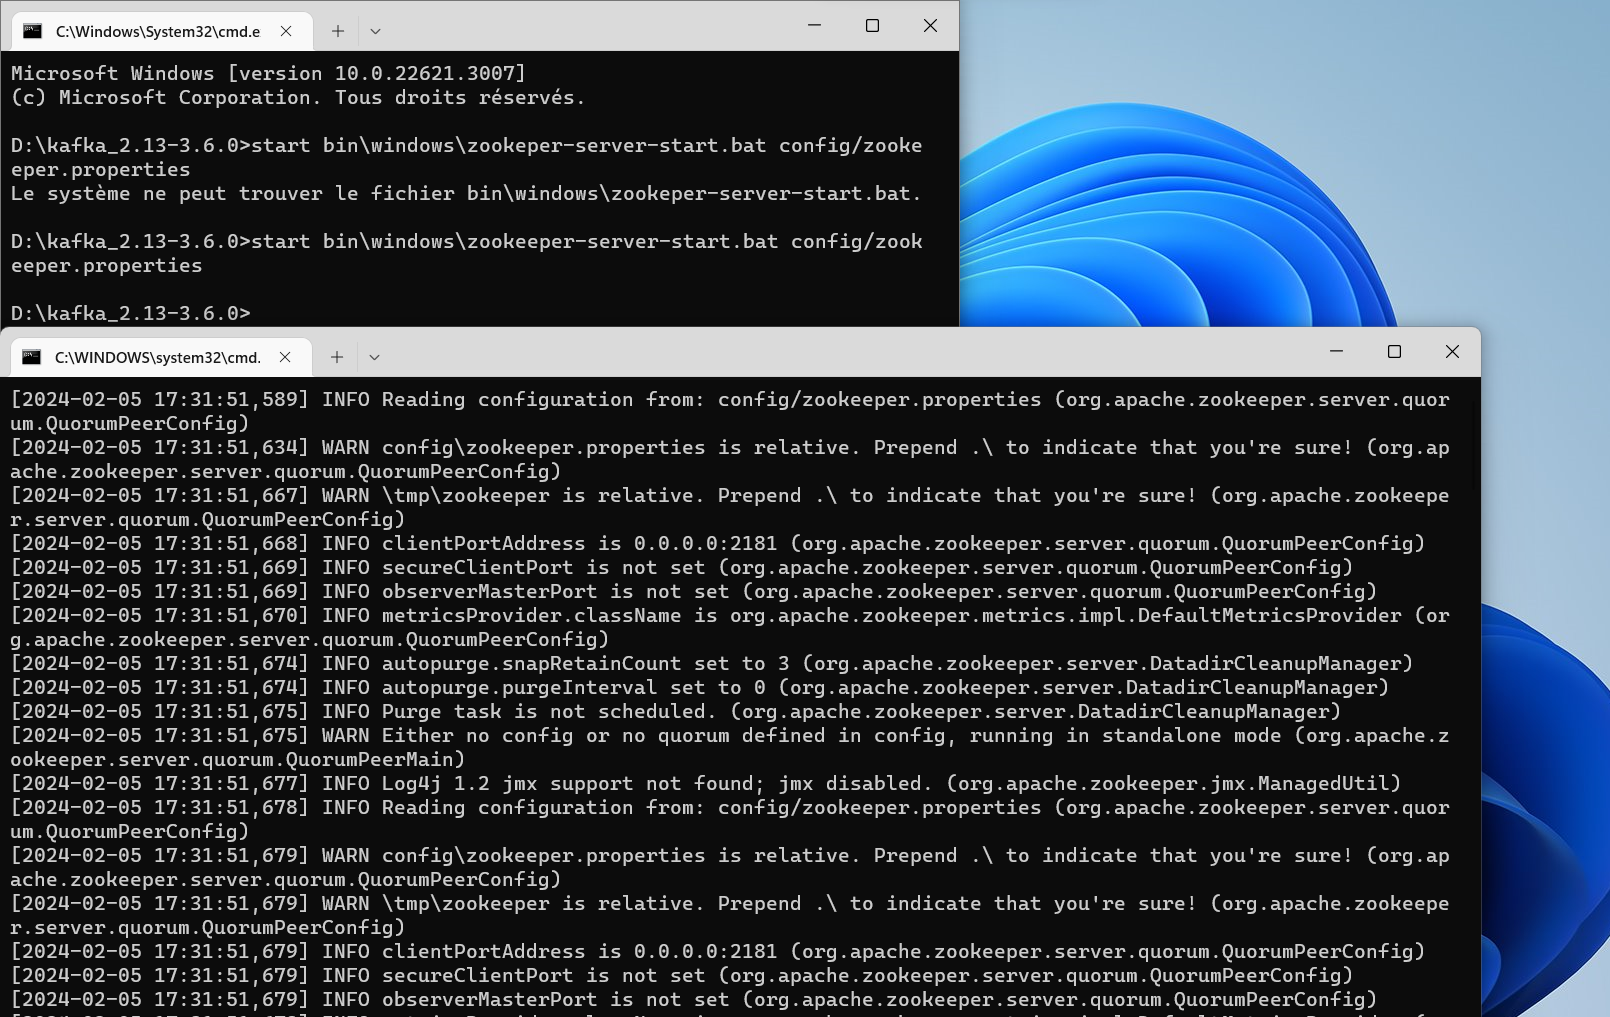 C:\Windows\System32\cmd.e
Microsoft Windows [version 10.0.22621.3007]
(c) Microsoft Corporation. Tous droits réservés.
D:\kafka_2.13-3.6.0>start bin\windows\zookeper-server-start.bat config/zooke
eper.properties
Le système ne peut trouver le fichier bin\windows\zookeper-server-start.bat.
D:\kafka_2.13-3.6.0>start bin\windows\zookeeper-server-start.bat config/zook
eeper.properties
D:\kafka_2.13-3.6.0>
C:\WINDOWS\system32\cmd.
[2024-02-05 17:31:51,589] INFO Reading configuration from: config/zookeeper.properties (org.apache.zookeeper.server.quor
um.QuorumPeerConfig)
[2024-02-05 17:31:51,634] WARN config\zookeeper.properties is relative. Prepend .\ to indicate that you're sure! (org.ap
ache.zookeeper.server.quorum.QuorumPeerConfig)
[2024-02-05 17:31:51,667] WARN \tmp\zookeeper is relative. Prepend .\ to indicate that you're sure! (org.apache.zookeepe
r.server.quorum.QuorumPeerConfig)
[2024-02-05 17:31:51,668] INFO clientPortAddress is 0.0.0.0:2181 (org.apache.zookeeper.server.quorum.QuorumPeerConfig)
[2024-02-05 17:31:51,669] INFO secureClientPort is not set (org.apache.zookeeper.server.quorum.QuorumPeerConfig)
[2024-02-05 17:31:51,669] INFO observerMasterPort is not set (org.apache.zookeeper.server.quorum.QuorumPeerConfig)
[2024-02-05 17:31:51,670] INFO metricsProvider.className is org.apache.zookeeper.metrics.impl.DefaultMetricsProvider (or
g.apache.zookeeper.server.quorum.QuorumPeerConfig)
[2024-02-05 17:31:51,674] INFO autopurge.snapRetainCount set to 3 (org.apache.zookeeper.server.DatadirCleanupManager)
[2024-02-05 17:31:51,674] INFO autopurge.purgeInterval set to 0 (org.apache.zookeeper.server.DatadirCleanupManager)
[2024-02-05 17:31:51,675] INFO Purge task is not scheduled. (org.apache.zookeeper.server.DatadirCleanupManager)
[2024-02-05 17:31:51,675] WARN Either no config or no quorum defined in config, running in standalone mode (org.apache.z
ookeeper.server.quorum.QuorumPeerMain)
[2024-02-05 17:31:51,677] INFO Log4j 1.2 jmx support not found; jmx disabled. (org.apache.zookeeper.jmx.ManagedUtil)
[2024-02-05 17:31:51,678] INFO Reading configuration from: config/zookeeper.properties (org.apache.zookeeper.server.quor
um.QuorumPeerConfig)
[2024-02-05 17:31:51,679] WARN config\zookeeper.properties is relative. Prepend .\ to indicate that you're sure! (org.ap
ache.zookeeper.server.quorum.QuorumPeerConfig)
[2024-02-05 17:31:51,679] WARN \tmp\zookeeper is relative. Prepend .\ to indicate that you're sure! (org.apache.zookeepe
r.server.quorum.QuorumPeerConfig)
[2024-02-05 17:31:51,679] INFO clientPortAddress is 0.0.0.0:2181 (org.apache.zookeeper.server.quorum.QuorumPeerConfig)
[2024-02-05 17:31:51,679] INFO secureClientPort is not set (org.apache.zookeeper.server.quorum.QuorumPeerConfig)
[2024-02-05 17:31:51,679] INFO observerMasterPort is not set (org.apache.zookeeper.server.quorum.QuorumPeerConfig)